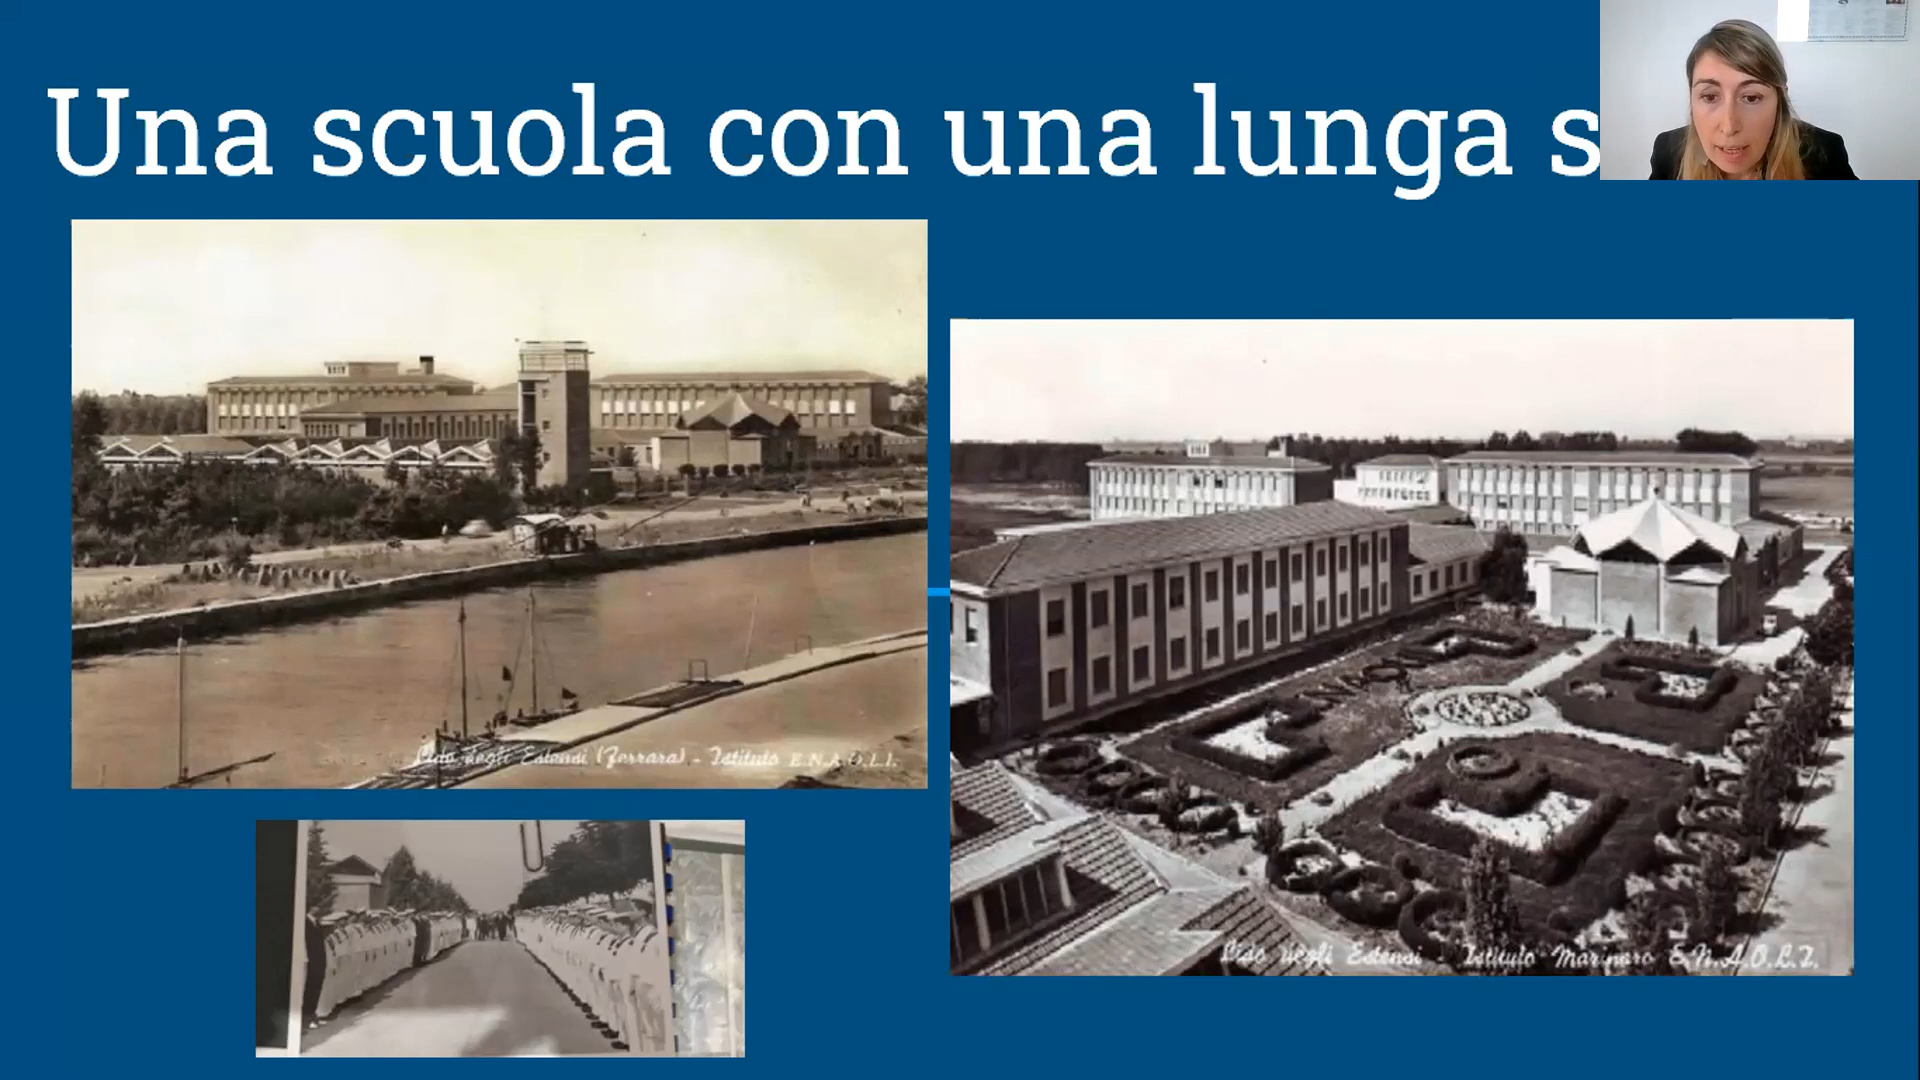 Una scuola con una lunga s
Lido degli Estensi (Ferrara) - Istituto E.N.A.O.L.I.
Lido degli Estensi - Istituto Marinaro E.N.A.O.L.I.